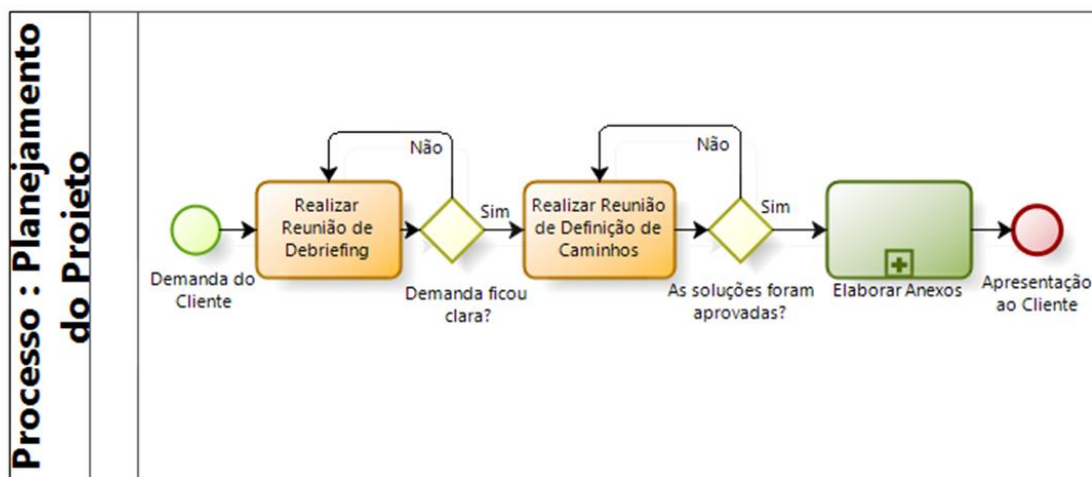 Processo : Planejamento
do Projeto
Não
Não
Realizar
Reunião de
Debriefing
Sim
Realizar Reunião
de Definição de
Caminhos
Sim
Demanda do
Cliente
Demanda ficou
clara?
As soluções foram
aprovadas?
Elaborar Anexos
Apresentação
ao Cliente